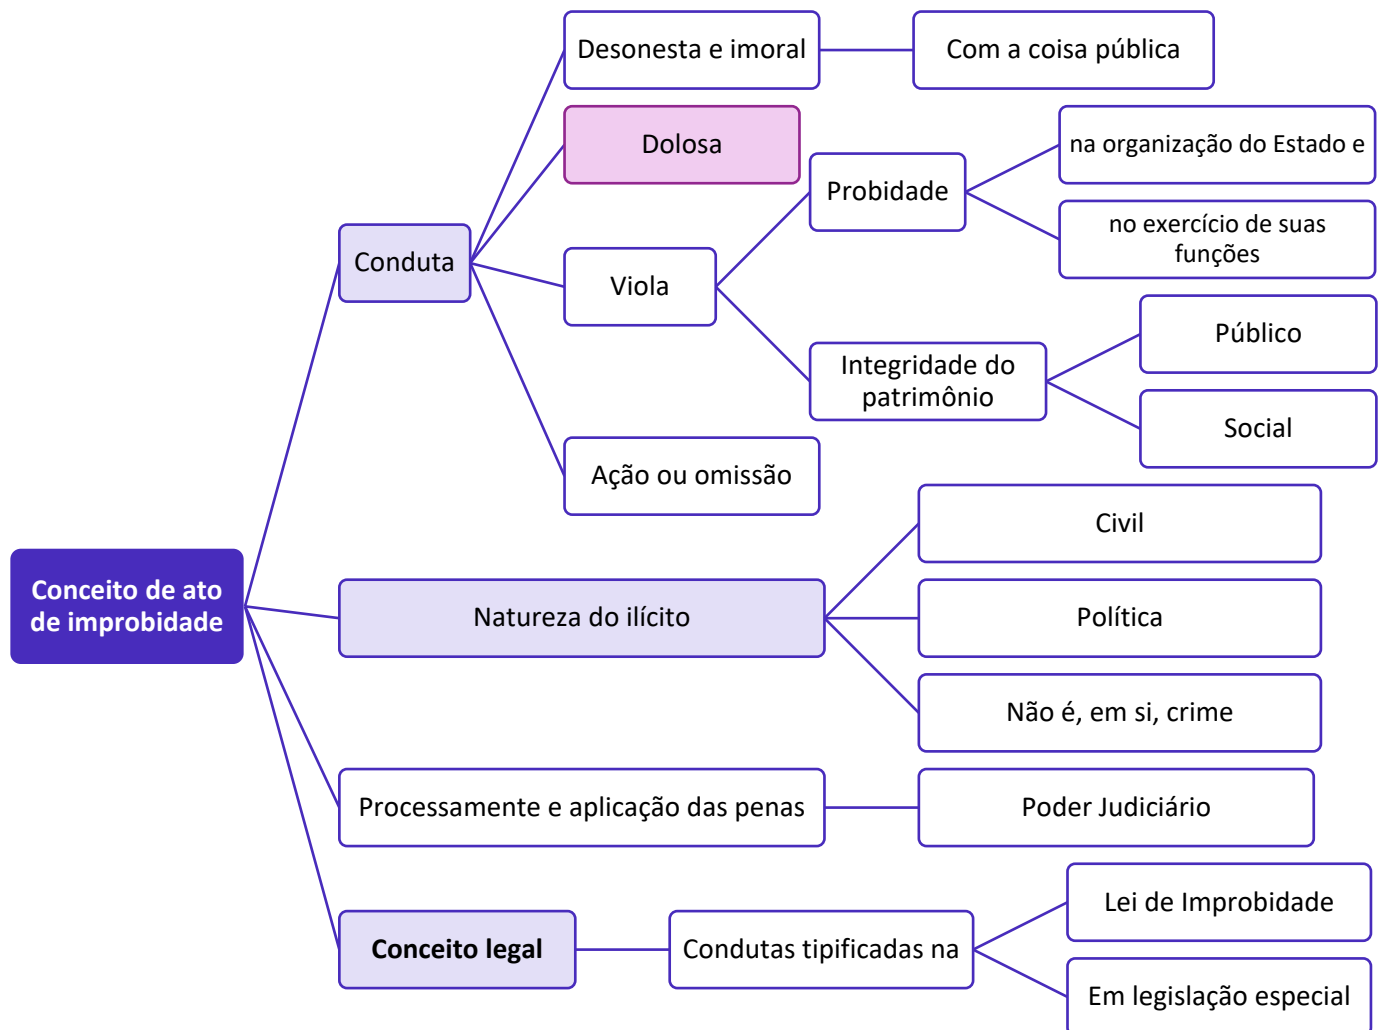 Desonesta e imoral
Com a coisa pública
Dolosa
na organização do Estado e
Probidade
no exercício de suas
funções
Conduta
Viola
Público
Integridade do
patrimônio
Social
Ação ou omissão
Civil
Conceito de ato
de improbidade
Natureza do ilícito
Política
Não é, em si, crime
Processamente e aplicação das penas
Poder Judiciário
Lei de Improbidade
Conceito legal
Condutas tipificadas na
Em legislação especial